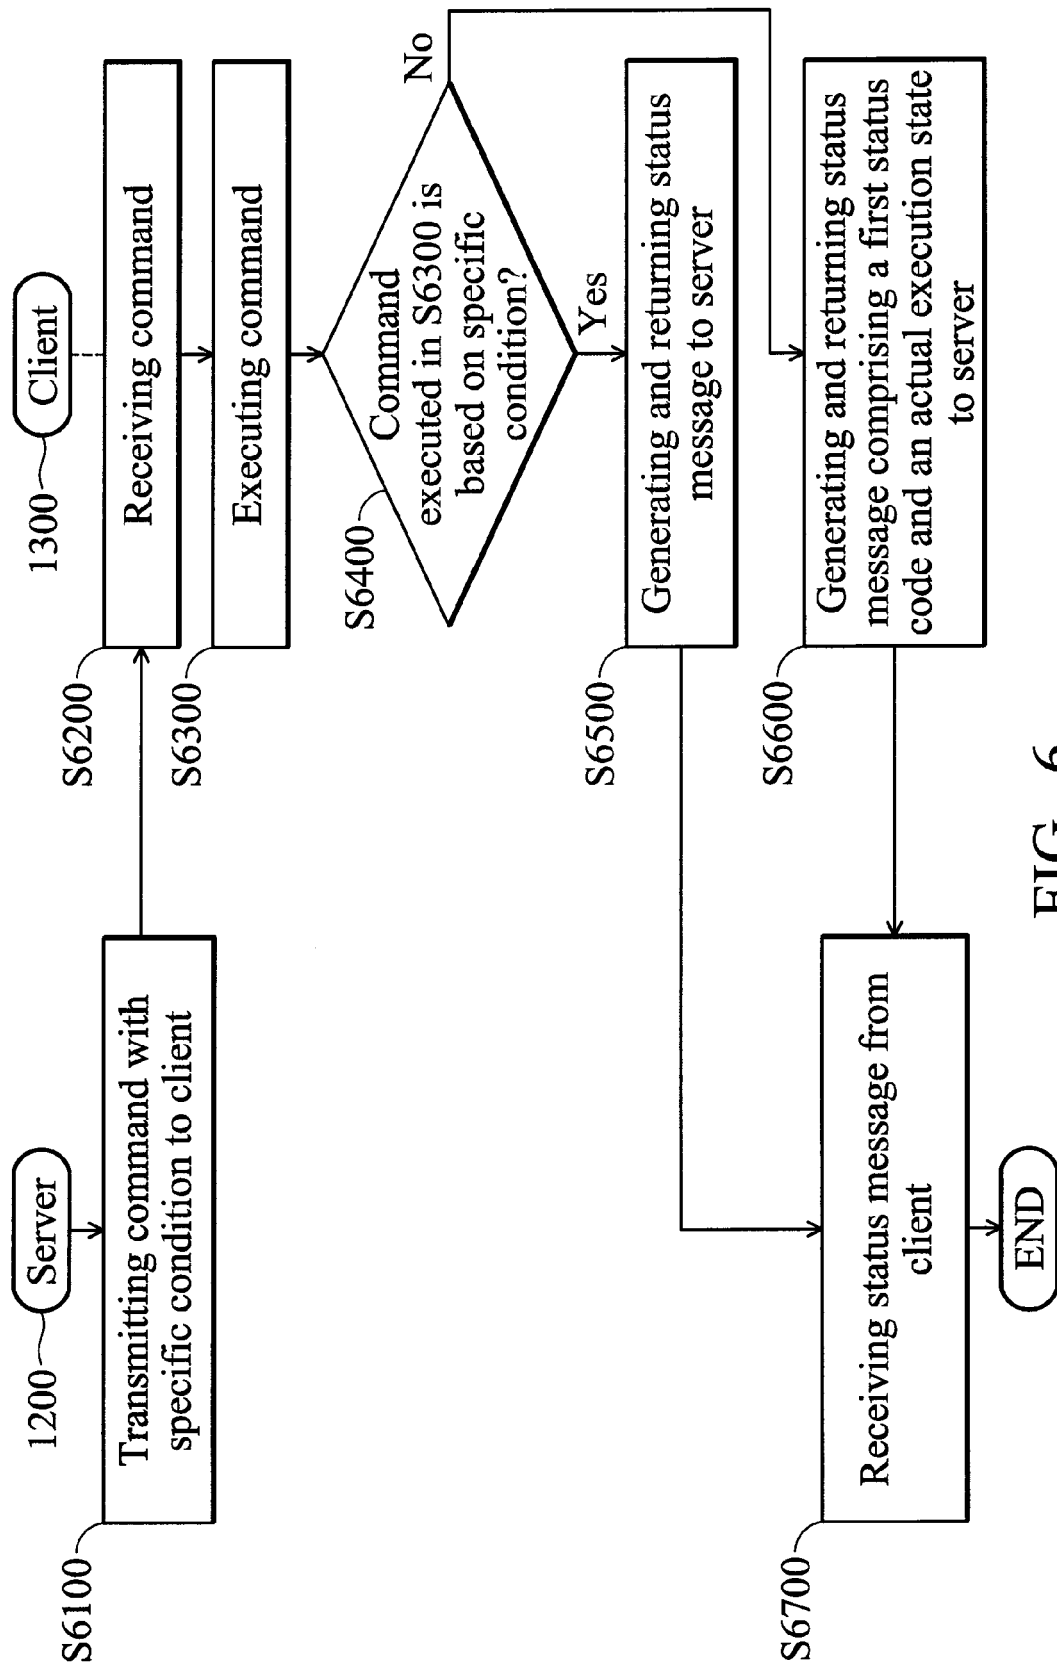 1200
Server
S6100
Transmitting command with
specific condition to client
1300
Client
S6200
Receiving command
S6300
Executing command
S6400
Command
executed in S6300 is
based on specific
condition?
No
Yes
S6500
Generating and returning status
message to server
S6600
Generating and returning status
message comprising a first status
code and an actual execution state
to server
S6700
Receiving status message from
client
END
FIG. 6